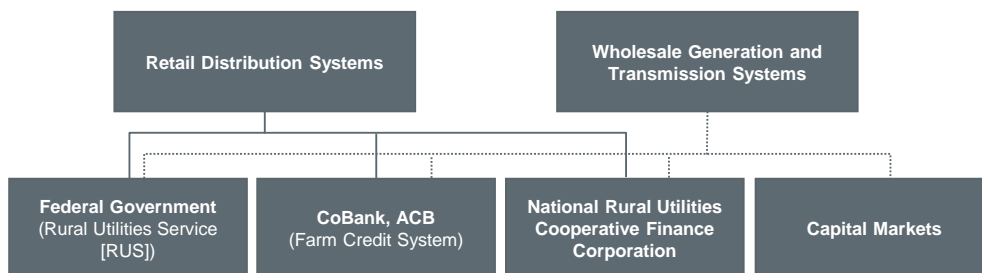 Retail Distribution Systems
Wholesale Generation and
Transmission Systems
Federal Government
(Rural Utilities Service
[RUS])
CoBank, ACB
(Farm Credit System)
National Rural Utilities
Cooperative Finance
Corporation
Capital Markets